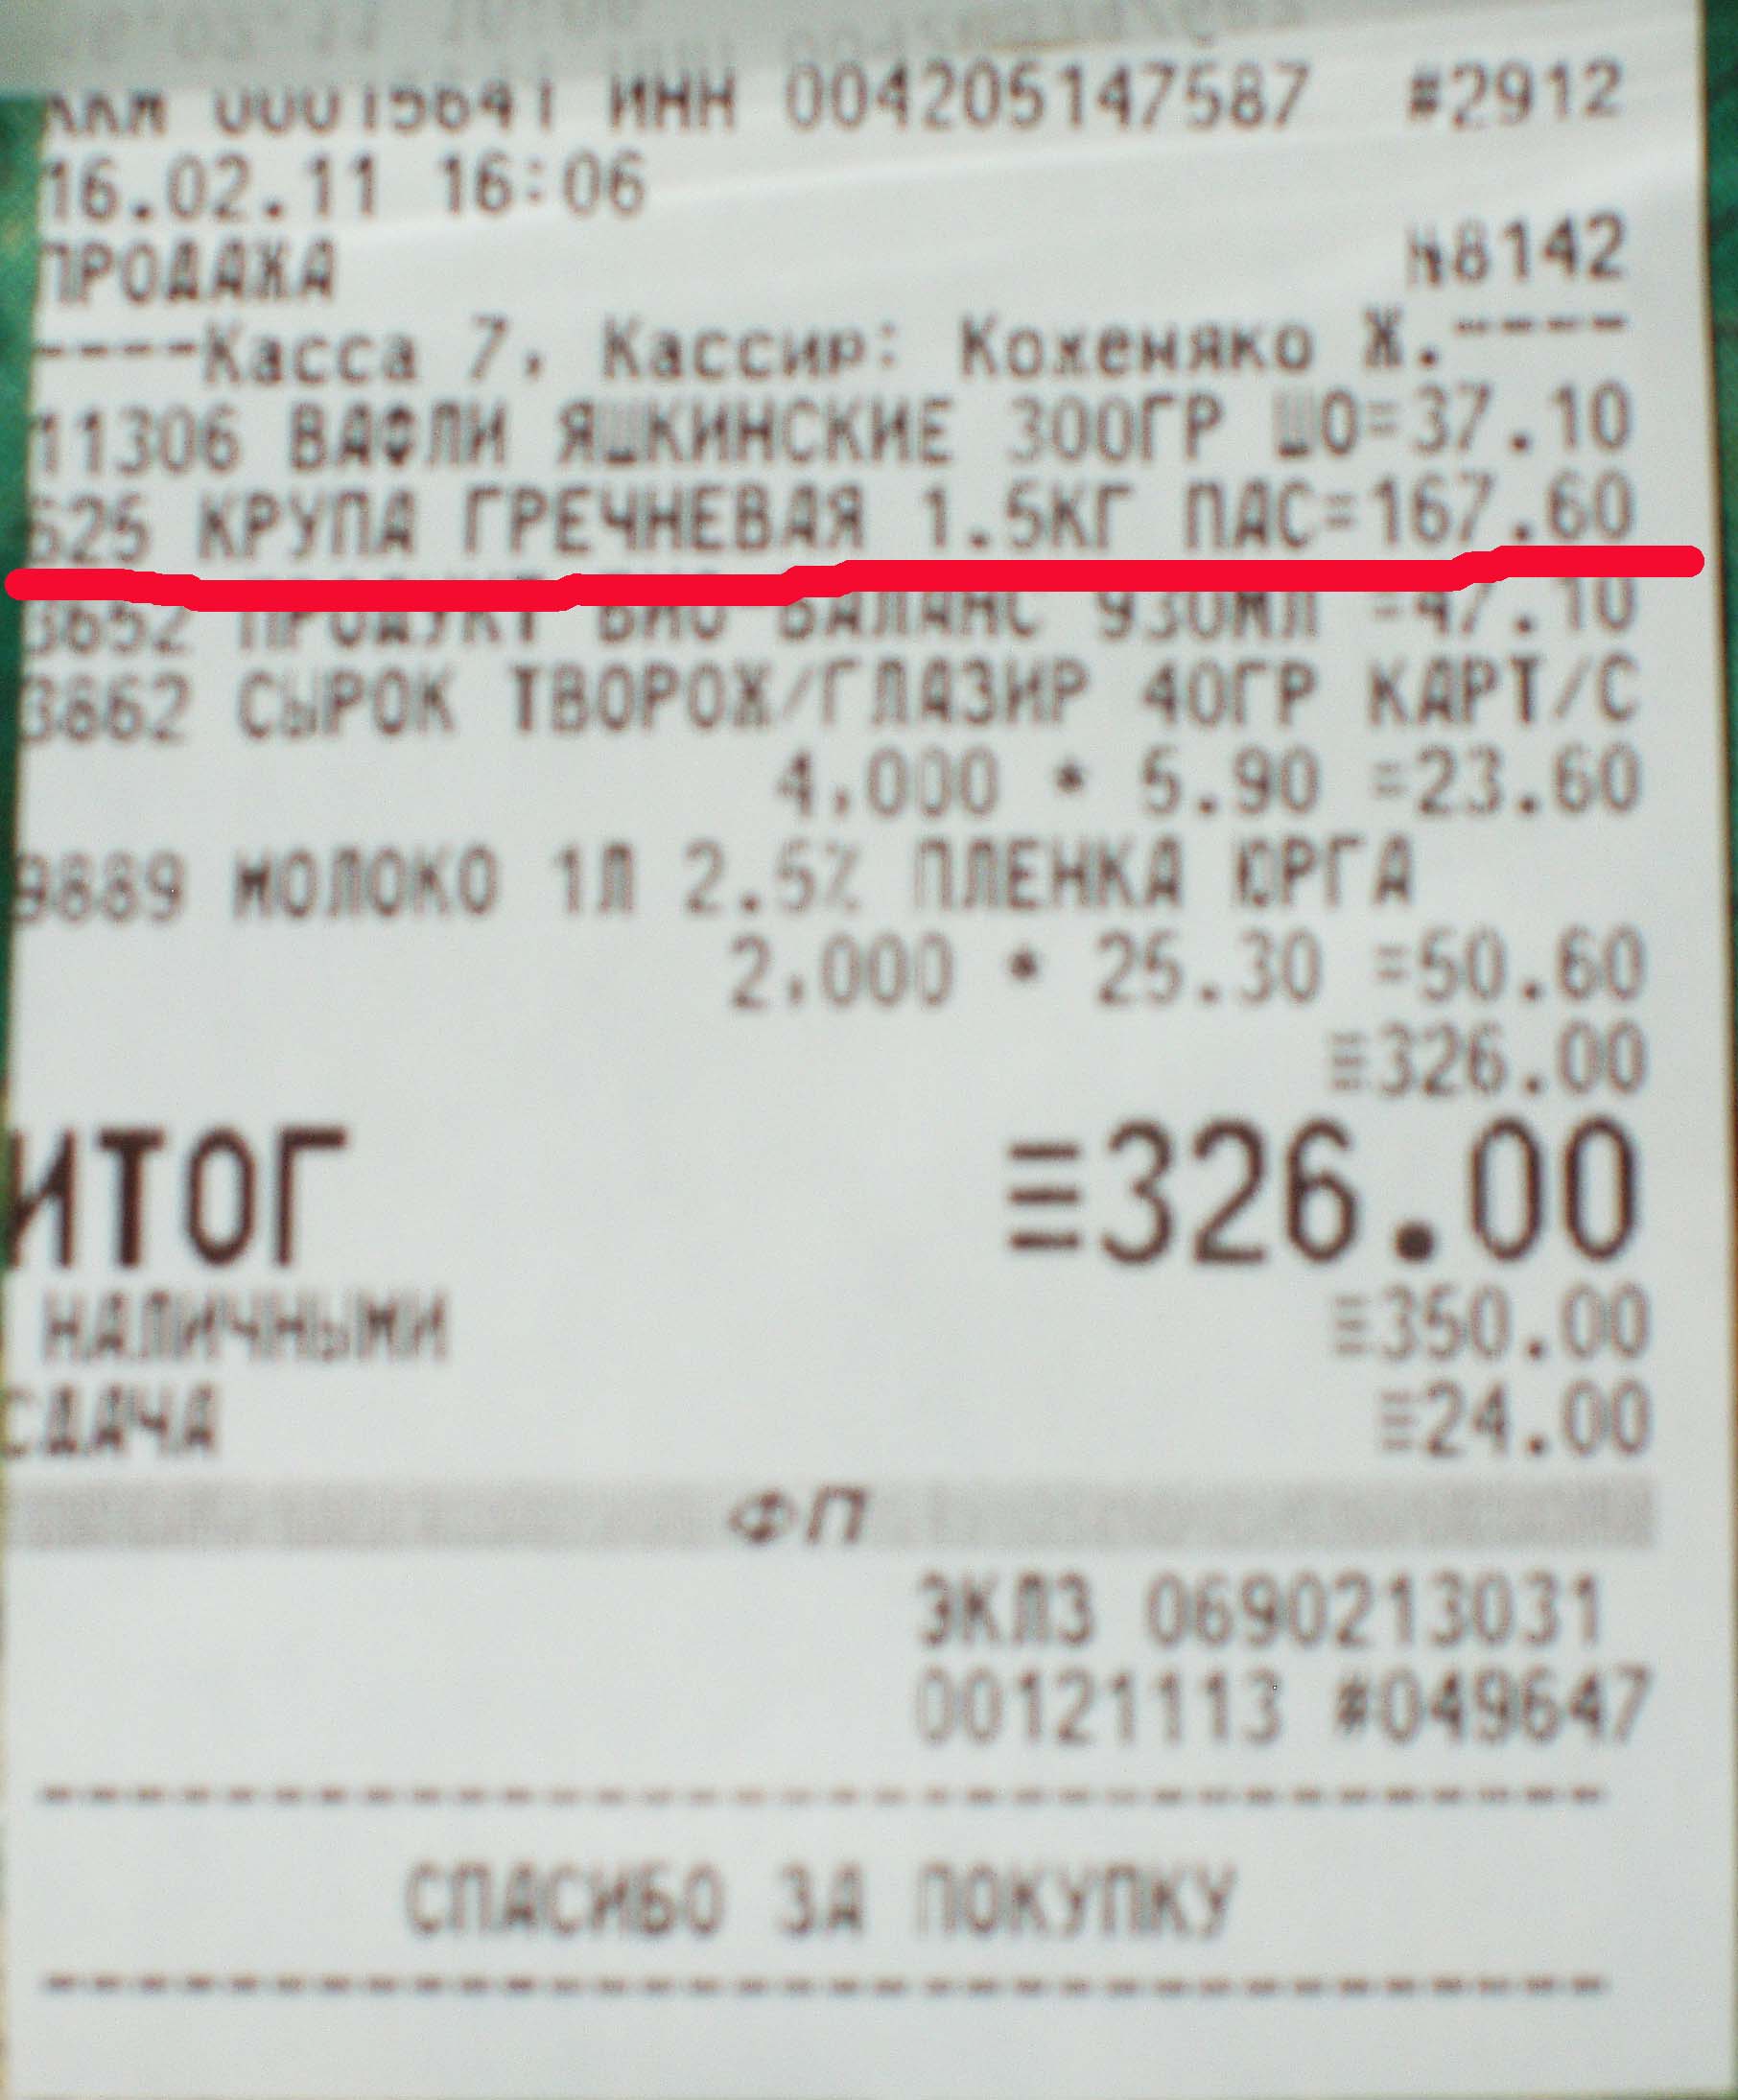 ККМ 00015641 ИНН 004205147587 #2912
16.02.11 16:06
ПРОДАЖА №8142
----Касса 7, Кассир: Коженяко Ж.----
11306 ВАФЛИ ЯШКИНСКИЕ 300ГР ШО=37.10
525 КРУПА ГРЕЧНЕВАЯ 1.5КГ ПАС=167.60
3652 ПРОДУКТ БИО БАЛАНС 930МЛ =47.10
3862 СЫРОК ТВОРОЖ/ГЛАЗИР 40ГР КАРТ/С
4,000 * 5.90 =23.60
9889 МОЛОКО 1Л 2.5% ПЛЕНКА ЮРГА
2,000 * 25.30 =50.60
≡326.00
ИТОГ ≡326.00
НАЛИЧНЫМИ ≡350.00
СДАЧА ≡24.00
ФП
ЭКЛЗ 0690213031
00121113 #049647
СПАСИБО ЗА ПОКУПКУ